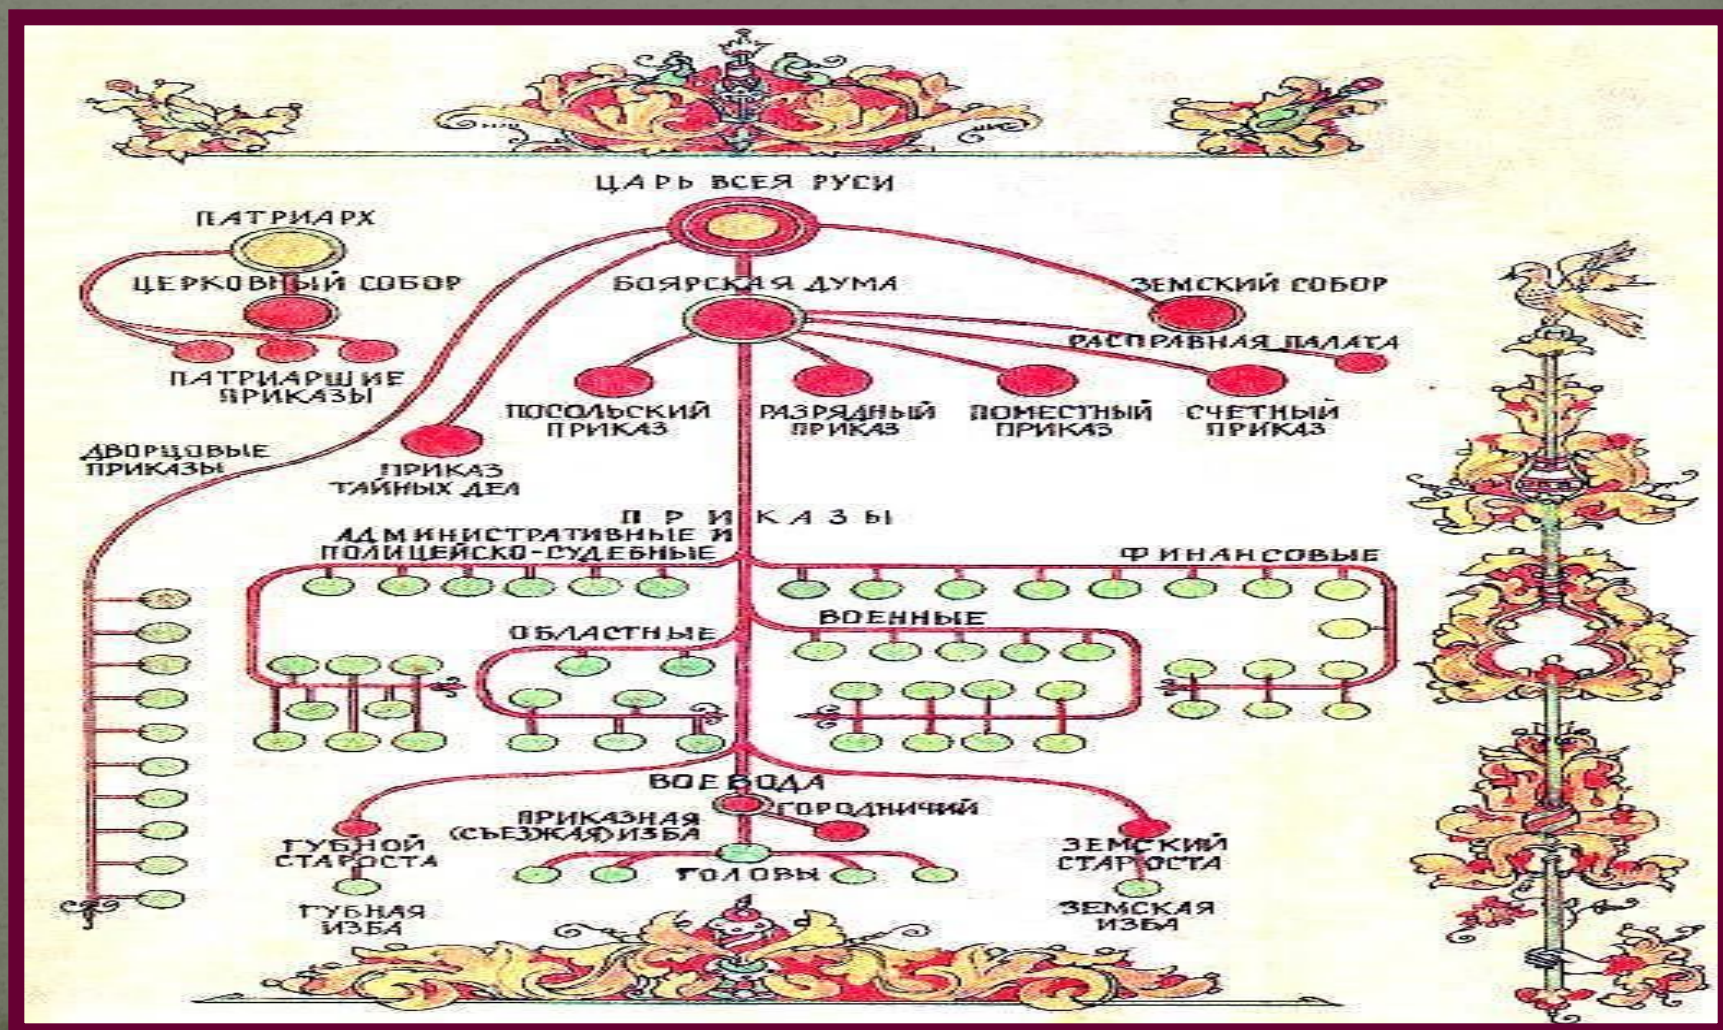 ЦАРЬ ВСЕЯ РУСИ
ПАТРИАРХ
ЦЕРКОВНЫЙ СОБОР
БОЯРСКАЯ ДУМА
ЗЕМСКИЙ СОБОР
РАСПРАВНАЯ ПАЛАТА
ПАТРИАРШИЕ
ПРИКАЗЫ
ПОСОЛЬСКИЙ
ПРИКАЗ
РАЗРЯДНЫЙ
ПРИКАЗ
ПОМЕСТНЫЙ
ПРИКАЗ
СЧЕТНЫЙ
ПРИКАЗ
ДВОРЦОВЫЕ
ПРИКАЗЫ
ПРИКАЗ
ТАЙНЫХ ДЕЛ
ПРИКАЗЫ
АДМИНИСТРАТИВНЫЕ И
ПОЛИЦЕЙСКО-СУДЕБНЫЕ
ФИНАНСОВЫЕ
ОБЛАСТНЫЕ
ВОЕННЫЕ
ВОЕВОДА
ГОРОДНИЧИЙ
ПРИКАЗНАЯ
(СЪЕЗЖАЯ) ИЗБА
ГУБНОЙ
СТАРОСТА
ЗЕМСКИЙ
СТАРОСТА
ГОЛОВЫ
ГУБНАЯ
ИЗБА
ЗЕМСКАЯ
ИЗБА